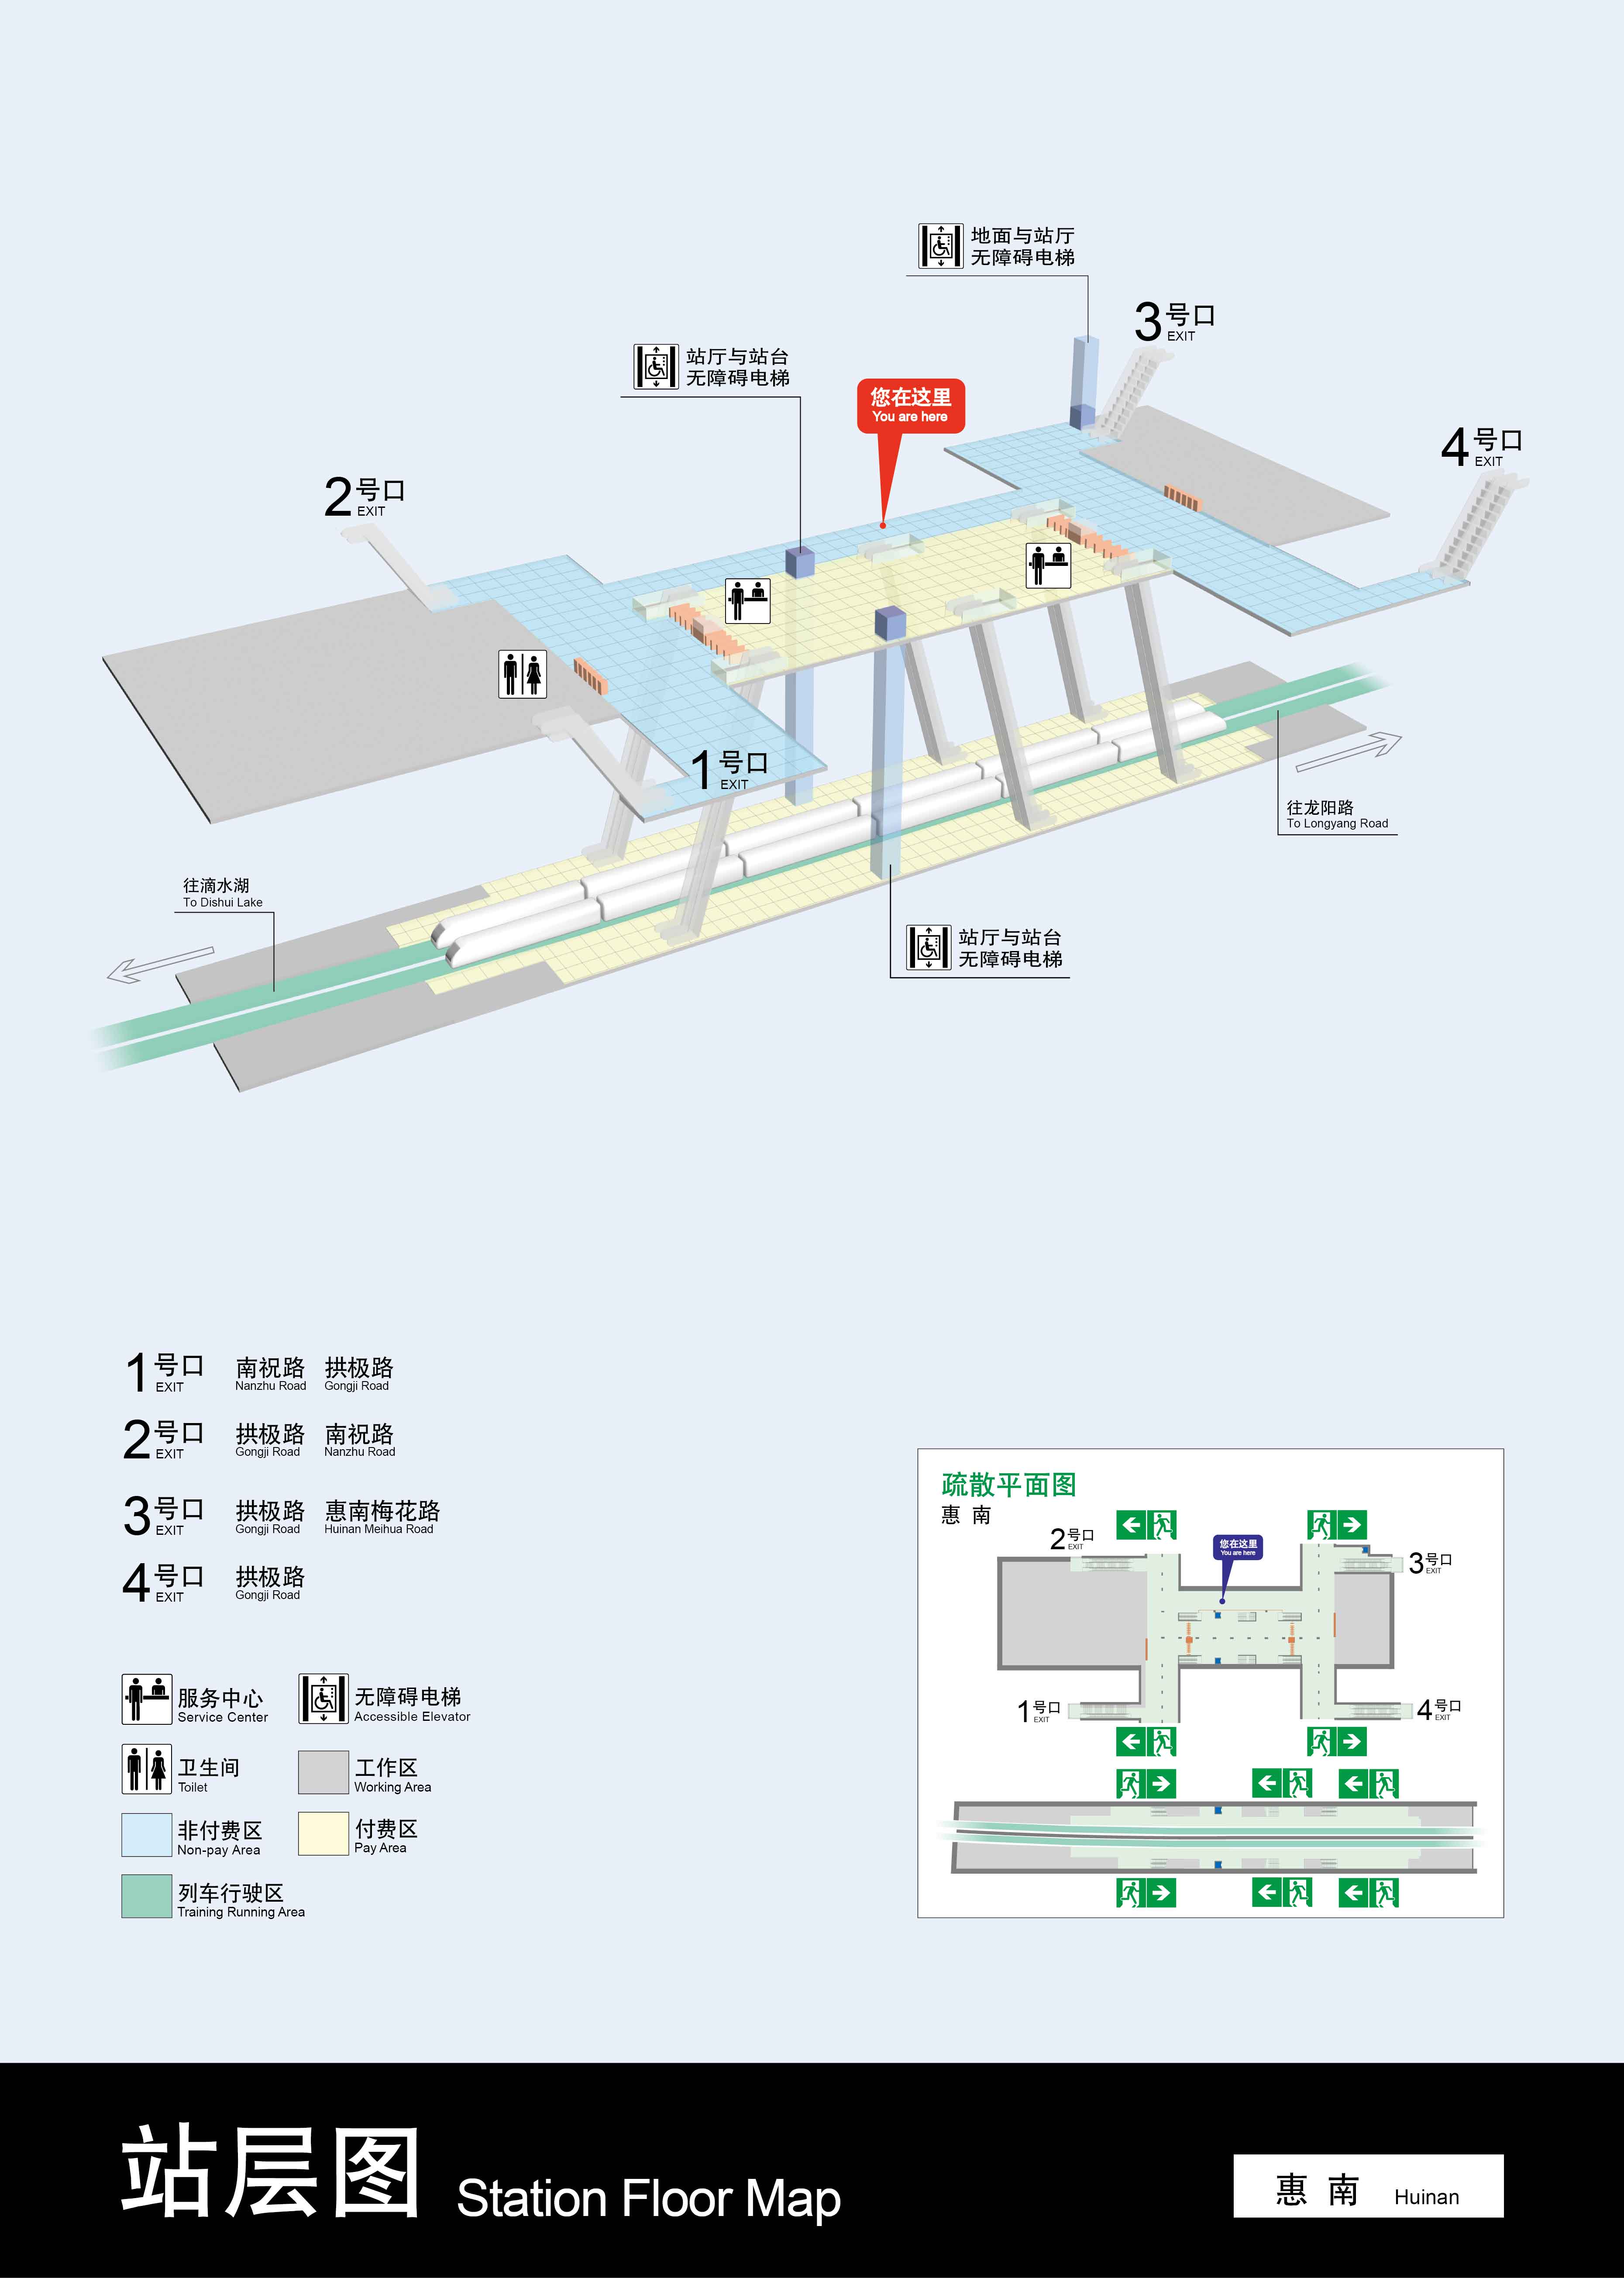 地面与站厅
无障碍电梯
3 号口
EXIT
站厅与站台
无障碍电梯
您在这里
You are here
4 号口
EXIT
2 号口
EXIT
1 号口
EXIT
往龙阳路
To Longyang Road
往滴水湖
To Dishui Lake
站厅与站台
无障碍电梯
1 号口 南祝路 拱极路
EXIT Nanzhu Road Gongji Road
2 号口 拱极路 南祝路
EXIT Gongji Road Nanzhu Road
3 号口 拱极路 惠南梅花路
EXIT Gongji Road Huinan Meihua Road
4 号口 拱极路
EXIT Gongji Road
服务中心 无障碍电梯
Service Center Accessible Elevator
卫生间 工作区
Toilet Working Area
非付费区 付费区
Non-pay Area Pay Area
列车行驶区
Training Running Area
疏散平面图
惠南
2 号口
EXIT
您在这里
You are here
3 号口
EXIT
1 号口
EXIT
4 号口
EXIT
站层图 Station Floor Map
惠南 Huinan